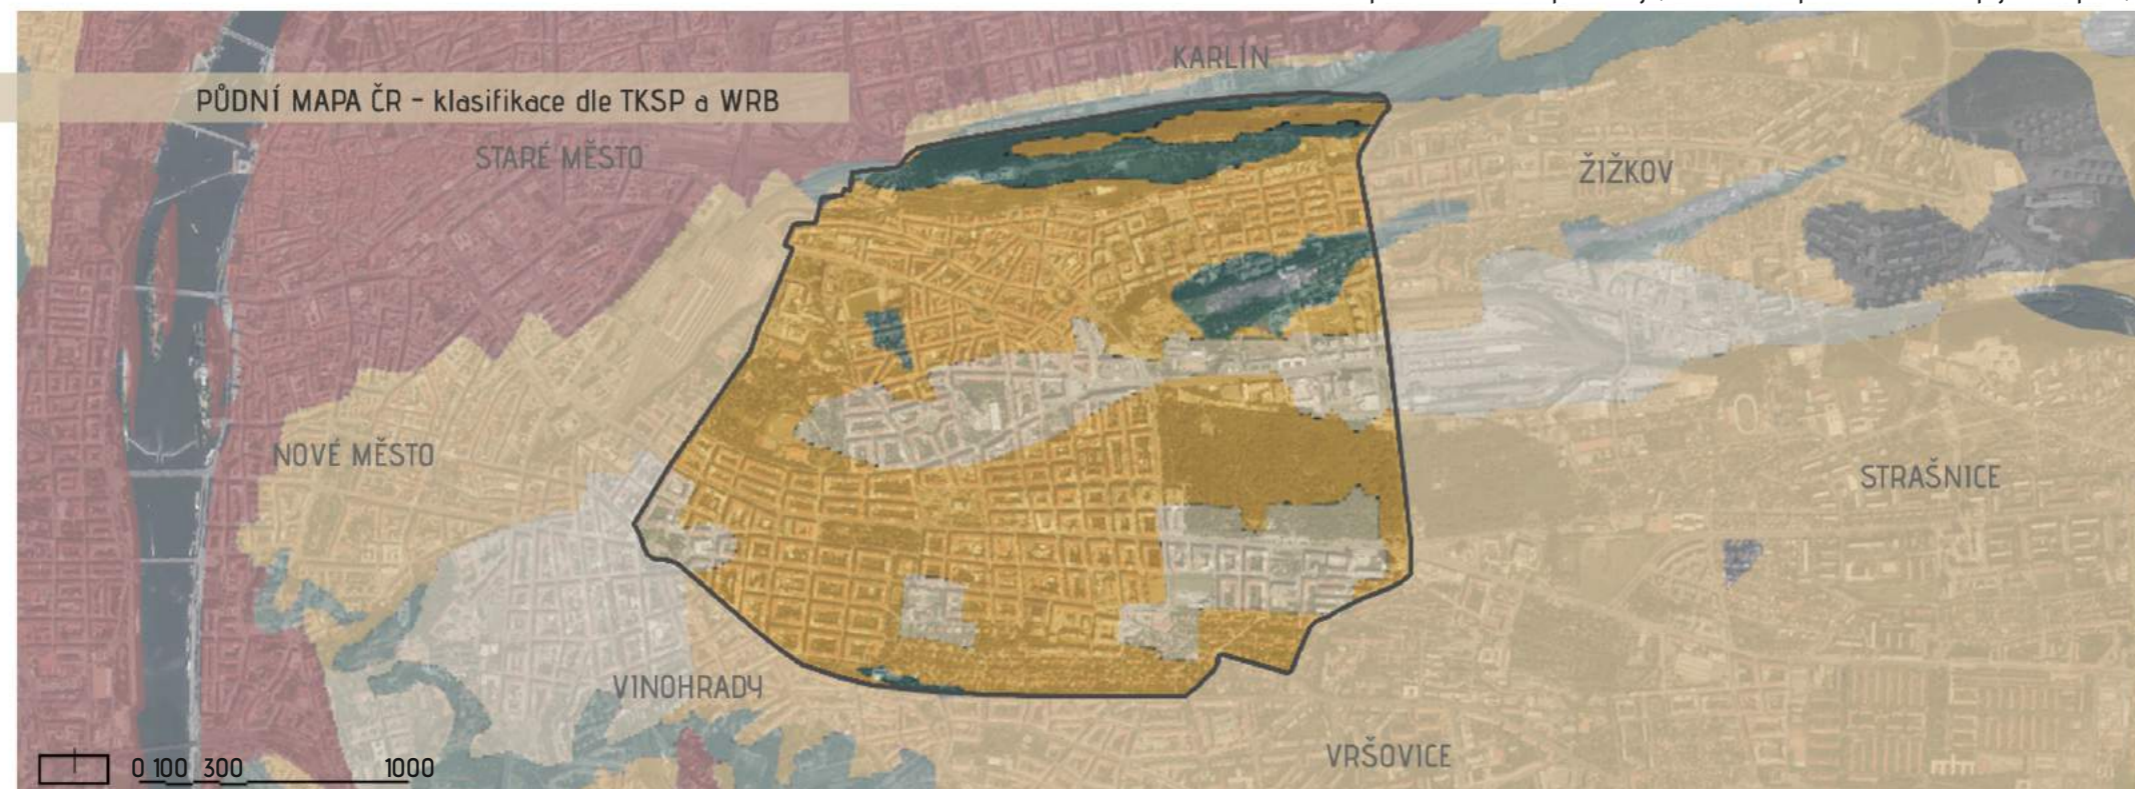 KARLÍN
PŮDNÍ MAPA ČR - klasifikace dle TKSP a WRB
STARÉ MĚSTO
ŽIŽKOV
NOVÉ MĚSTO
STRAŠNICE
VINOHRADY
VRŠOVICE
0 100 300 1000